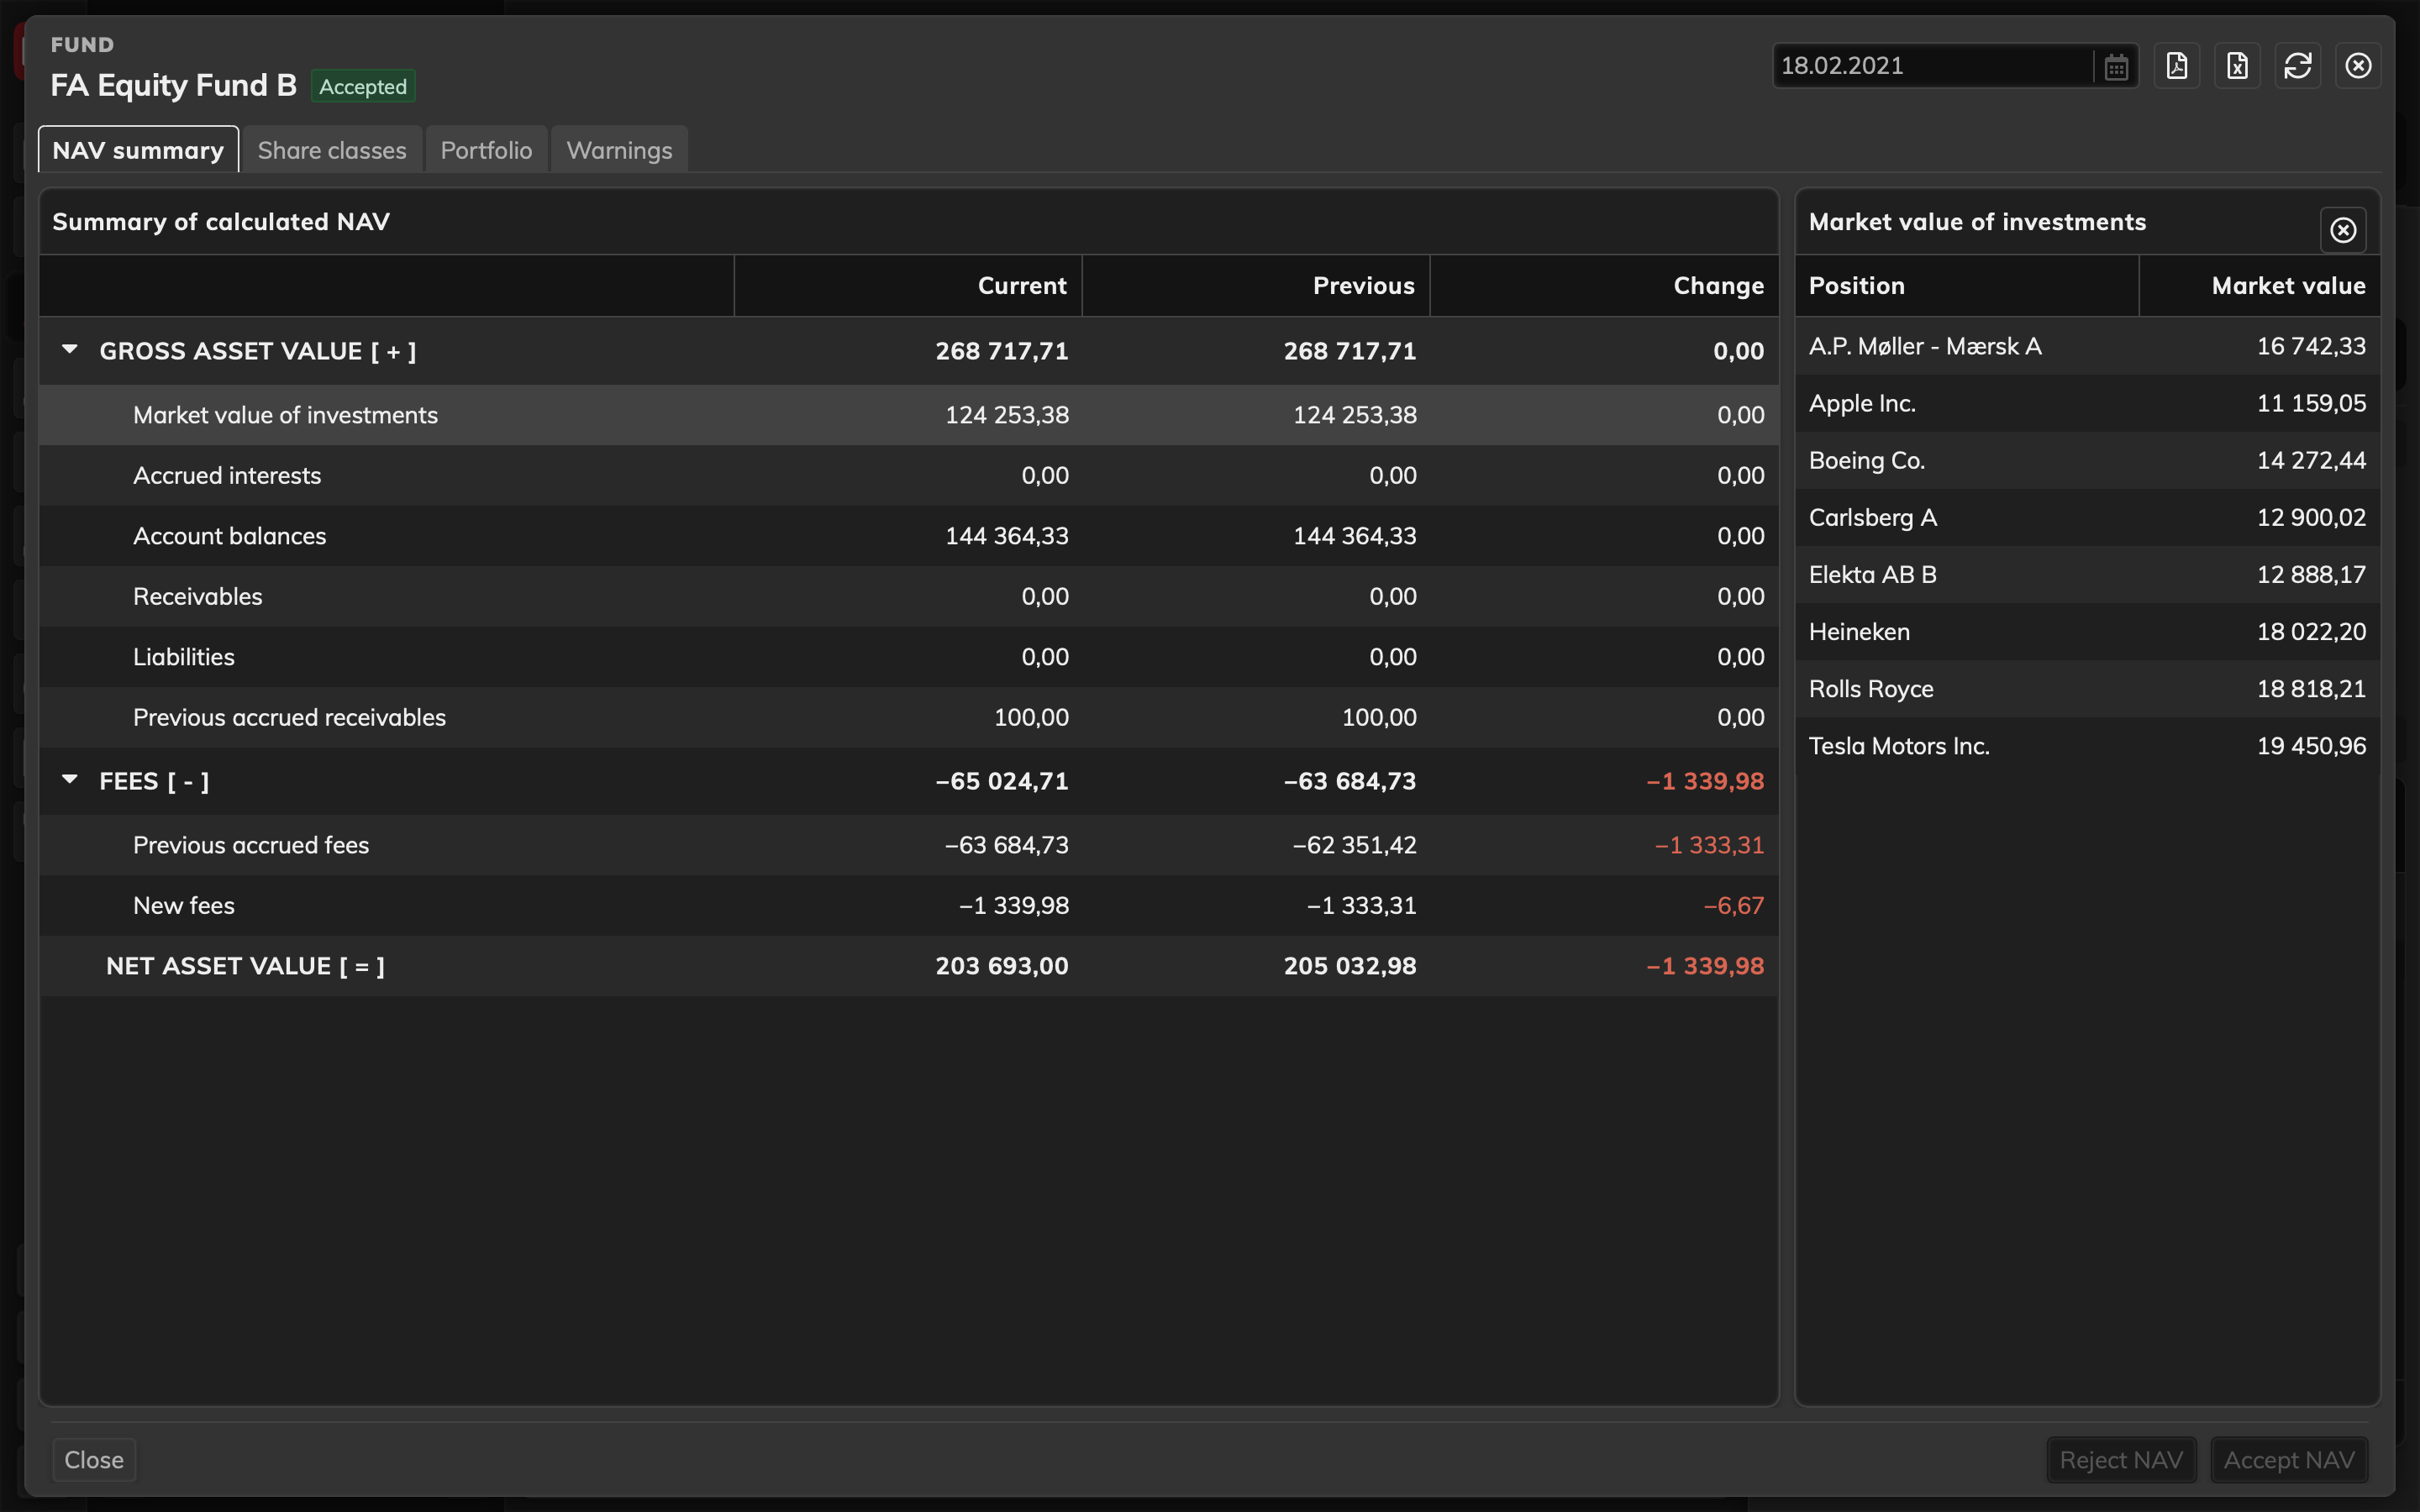 FUND
FA Equity Fund B Accepted
18.02.2021
NAV summary Share classes Portfolio Warnings
Summary of calculated NAV
Current Previous Change
GROSS ASSET VALUE [ + ] 268 717,71 268 717,71 0,00
Market value of investments 124 253,38 124 253,38 0,00
Accrued interests 0,00 0,00 0,00
Account balances 144 364,33 144 364,33 0,00
Receivables 0,00 0,00 0,00
Liabilities 0,00 0,00 0,00
Previous accrued receivables 100,00 100,00 0,00
FEES [ - ] −65 024,71 −63 684,73 −1 339,98
Previous accrued fees −63 684,73 −62 351,42 −1 333,31
New fees −1 339,98 −1 333,31 −6,67
NET ASSET VALUE [ = ] 203 693,00 205 032,98 −1 339,98
Market value of investments
Position Market value
A.P. Møller - Mærsk A 16 742,33
Apple Inc. 11 159,05
Boeing Co. 14 272,44
Carlsberg A 12 900,02
Elekta AB B 12 888,17
Heineken 18 022,20
Rolls Royce 18 818,21
Tesla Motors Inc. 19 450,96
Close Reject NAV Accept NAV